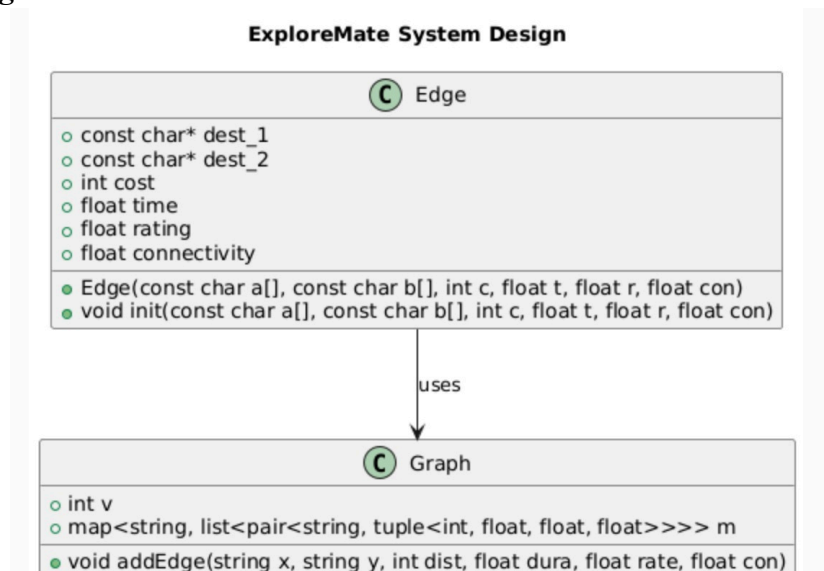 g
ExploreMate System Design
C Edge
const char* dest_1
const char* dest_2
int cost
float time
float rating
float connectivity
Edge(const char a[], const char b[], int c, float t, float r, float con)
void init(const char a[], const char b[], int c, float t, float r, float con)
uses
C Graph
int v
map<string, list<pair<string, tuple<int, float, float, float>>>> m
void addEdge(string x, string y, int dist, float dura, float rate, float con)